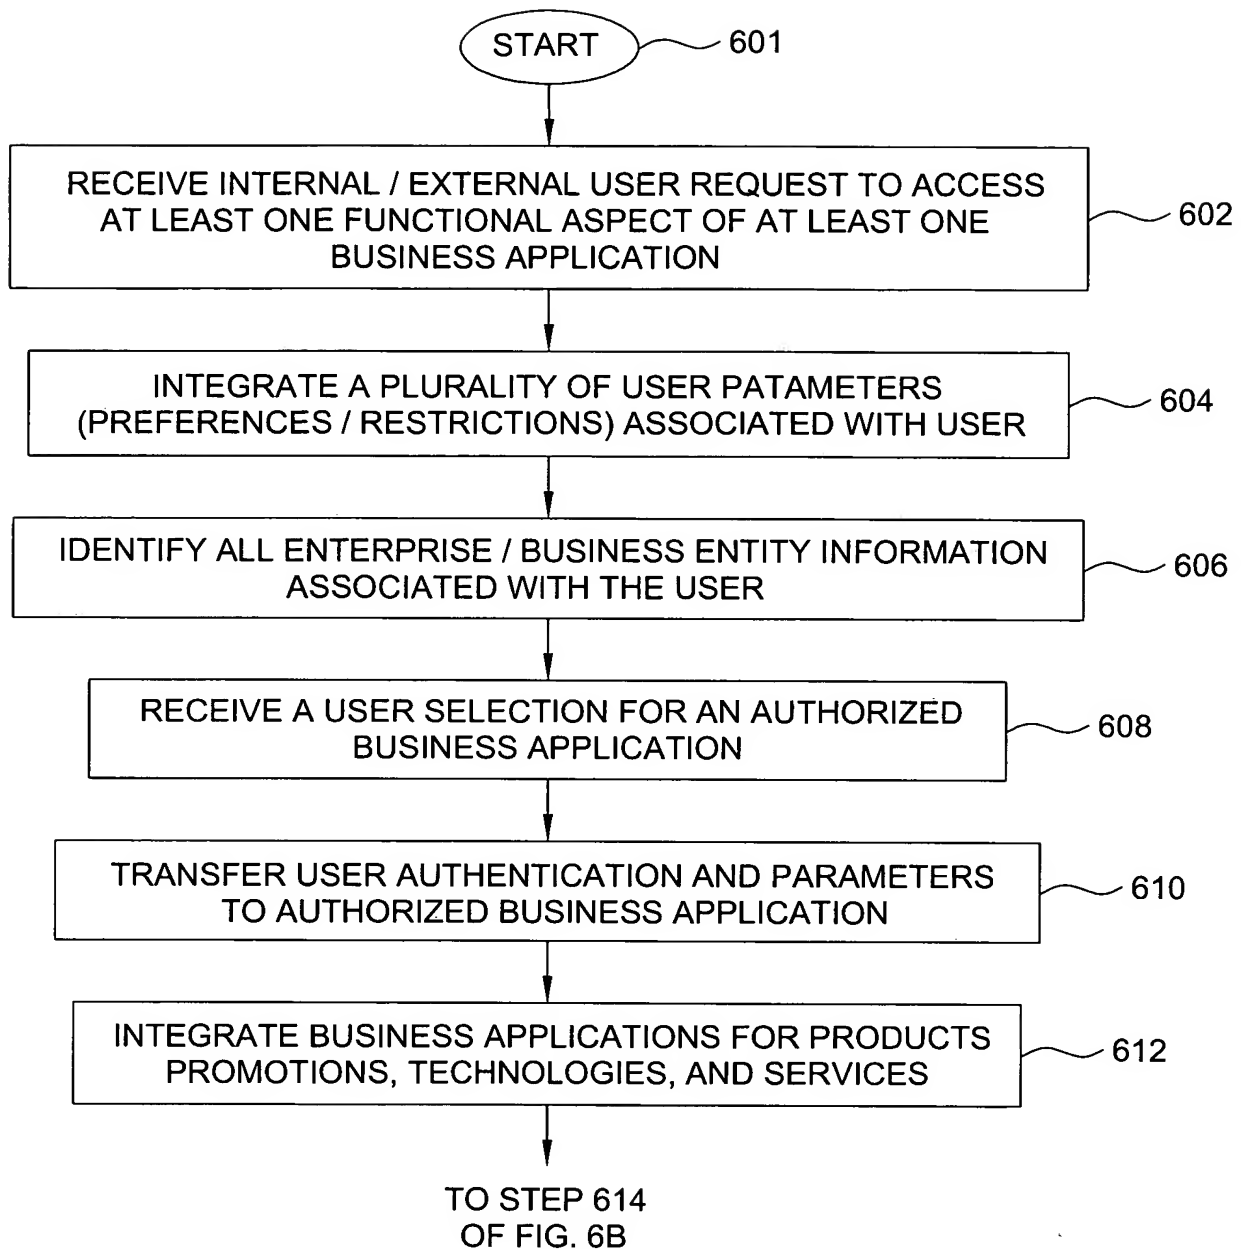 START
601
RECEIVE INTERNAL / EXTERNAL USER REQUEST TO ACCESS
AT LEAST ONE FUNCTIONAL ASPECT OF AT LEAST ONE
BUSINESS APPLICATION
602
INTEGRATE A PLURALITY OF USER PATAMETERS
(PREFERENCES / RESTRICTIONS) ASSOCIATED WITH USER
604
IDENTIFY ALL ENTERPRISE / BUSINESS ENTITY INFORMATION
ASSOCIATED WITH THE USER
606
RECEIVE A USER SELECTION FOR AN AUTHORIZED
BUSINESS APPLICATION
608
TRANSFER USER AUTHENTICATION AND PARAMETERS
TO AUTHORIZED BUSINESS APPLICATION
610
INTEGRATE BUSINESS APPLICATIONS FOR PRODUCTS
PROMOTIONS, TECHNOLOGIES, AND SERVICES
612
TO STEP 614
OF FIG. 6B